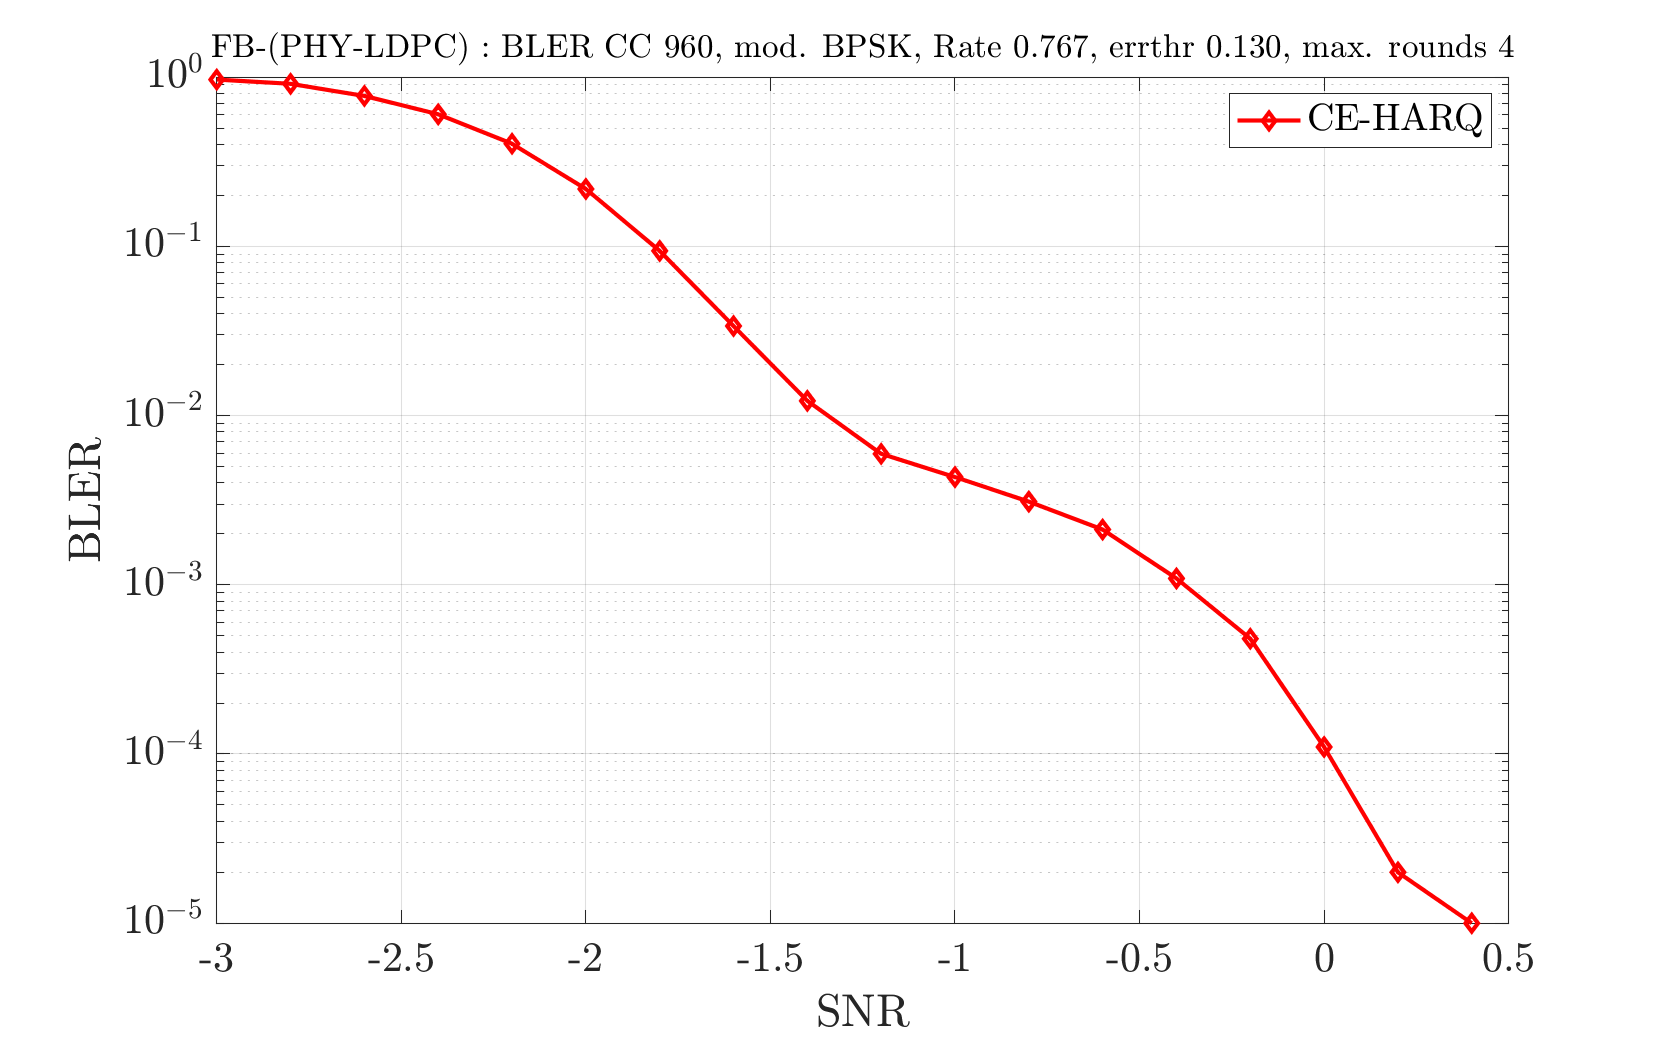 FB-(PHY-LDPC) : BLER CC 960, mod. BPSK, Rate 0.767, errthr 0.130, max. rounds 4
CE-HARQ
10^0
10^{-1}
10^{-2}
10^{-3}
10^{-4}
10^{-5}
BLER
-3 -2.5 -2 -1.5 -1 -0.5 0 0.5
SNR